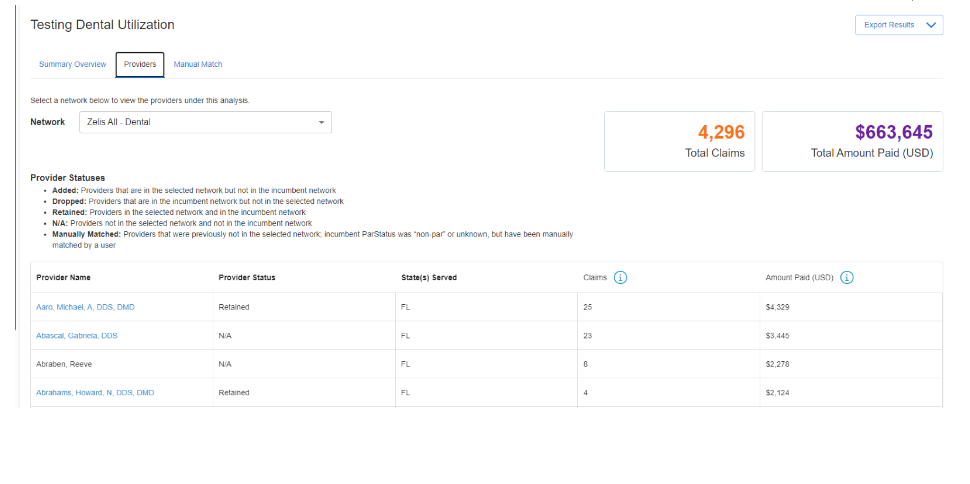 Testing Dental Utilization
Export Results
Summary Overview
Providers
Manual Match
Select a network below to view the providers under this analysis.
Network
Zelis All - Dental
4,296
Total Claims
$663,645
Total Amount Paid (USD)
Provider Statuses
• Added: Providers that are in the selected network but not in the incumbent network
• Dropped: Providers that are in the incumbent network but not in the selected network
• Retained: Providers in the selected network and in the incumbent network
• N/A: Providers not in the selected network and not in the incumbent network
• Manually Matched: Providers that were previously not in the selected network; incumbent ParStatus was "non-par" or unknown, but have been manually
matched by a user
Provider Name Provider Status State(s) Served Claims i Amount Paid (USD) i
Aaro, Michael, A, DDS, DMD Retained FL 25 $4,329
Abascal, Gabriela, DDS N/A FL 23 $3,445
Abraben, Reeve N/A FL 8 $2,278
Abrahams, Howard, N, DDS, DMD Retained FL 4 $2,124